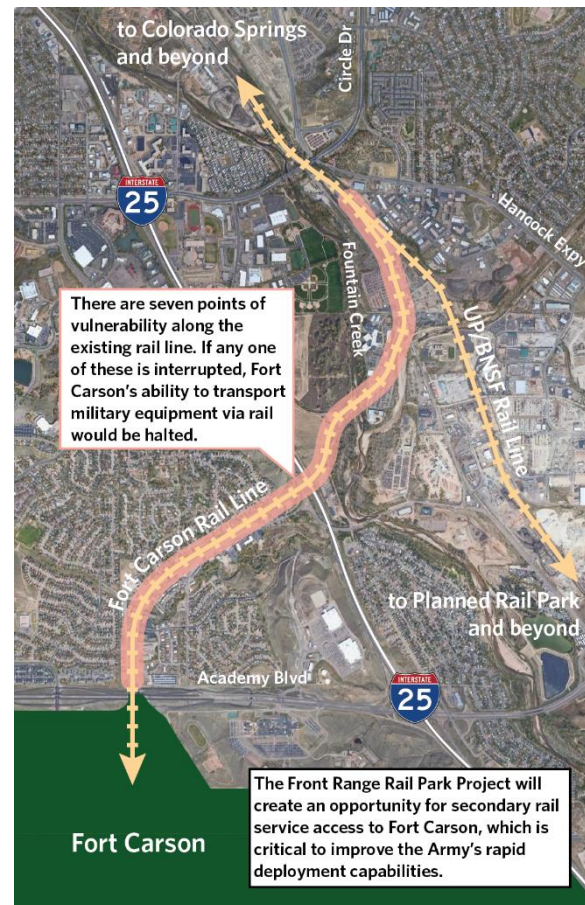 to Colorado Springs
and beyond
Circle Dr
INTERSTATE
25
Hancock Expy
Fountain Creek
There are seven points of
vulnerability along the
existing rail line. If any one
of these is interrupted, Fort
Carson’s ability to transport
military equipment via rail
would be halted.
UP/BNSF Rail Line
Fort Carson Rail Line
to Planned Rail Park
and beyond
Academy Blvd
INTERSTATE
25
The Front Range Rail Park Project will
create an opportunity for secondary rail
service access to Fort Carson, which is
critical to improve the Army’s rapid
deployment capabilities.
Fort Carson